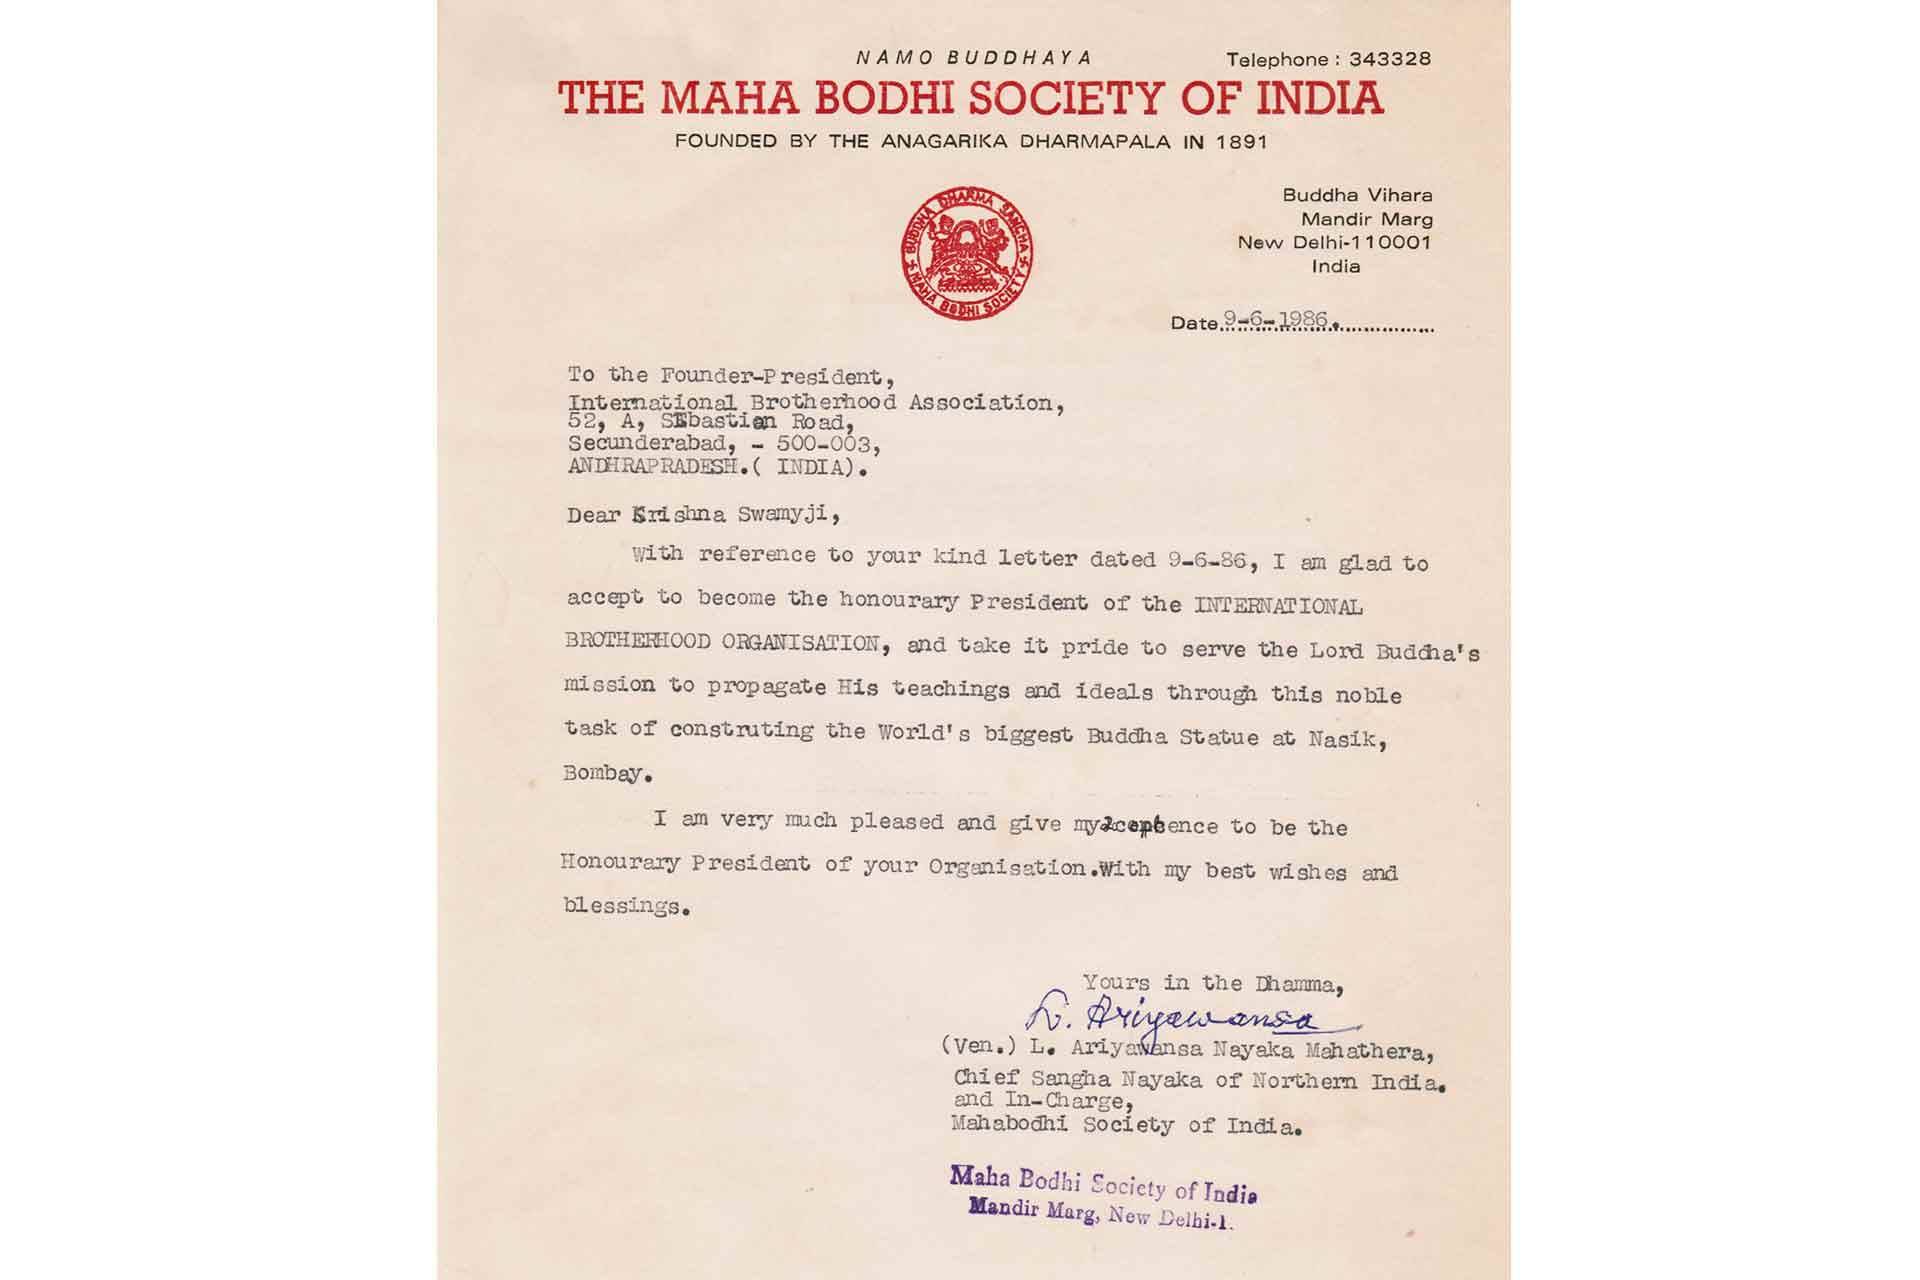 NAMO BUDDHAYA
Telephone : 343328
THE MAHA BODHI SOCIETY OF INDIA
FOUNDED BY THE ANAGARIKA DHARMAPALA IN 1891
BUDDHA DHARMA SANGHA
MAHA BODHI SOCIETY
Buddha Vihara
Mandir Marg
New Delhi-110001
India
Date 9-6-1986.
To the Founder-President,
International Brotherhood Association,
52, A, SEbastian Road,
Secunderabad, - 500-003,
ANDHRAPRADESH.( INDIA).
Dear Krishna Swamyji,
With reference to your kind letter dated 9-6-86, I am glad to
accept to become the honourary President of the INTERNATIONAL
BROTHERHOOD ORGANISATION, and take it pride to serve the Lord Buddha's
mission to propagate His teachings and ideals through this noble
task of construting the World's biggest Buddha Statue at Nasik,
Bombay.
I am very much pleased and give my acceptence to be the
Honourary President of your Organisation.With my best wishes and
blessings.
Yours in the Dhamma,
L. Ariyawansa
(Ven.) L. Ariyawansa Nayaka Mahathera,
Chief Sangha Nayaka of Northern India.
and In-Charge,
Mahabodhi Society of India.
Maha Bodhi Society of India
Mandir Marg, New Delhi-1.